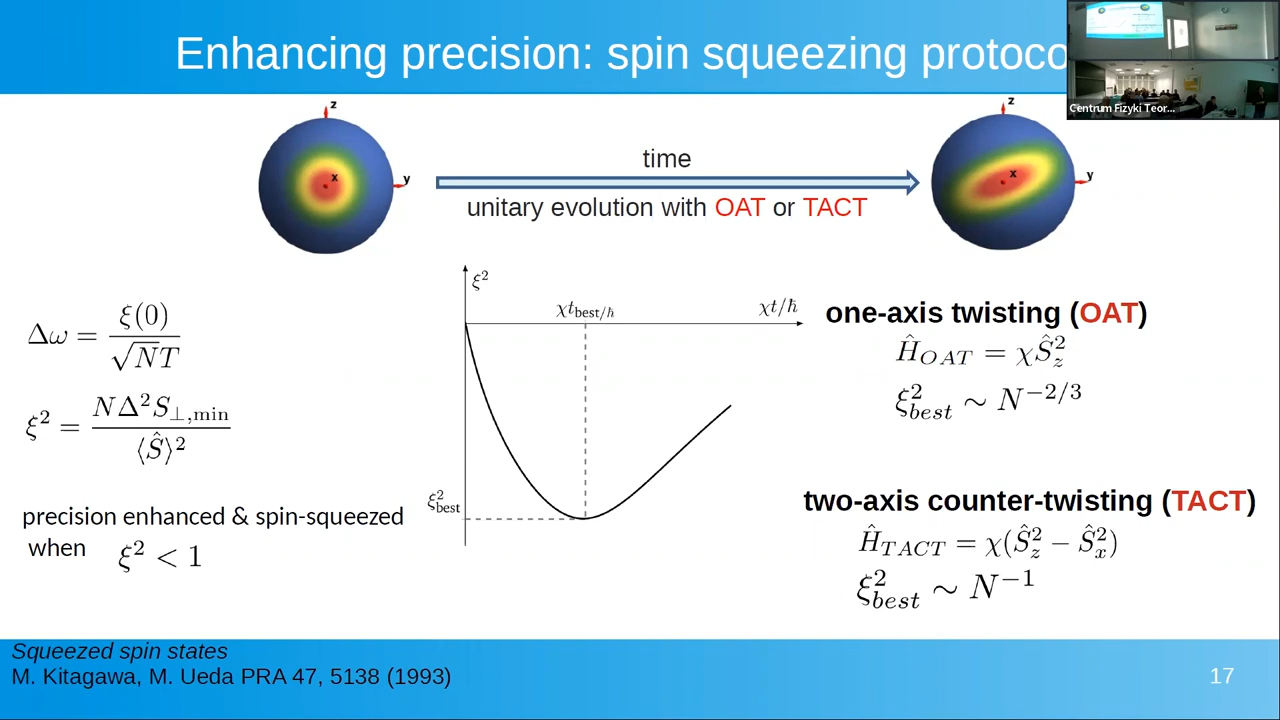 Enhancing precision: spin squeezing protoco
Centrum Fizyki Teor...
z
y
x
time
unitary evolution with OAT or TACT
z
y
x
Δω = ξ(0) / √N T
ξ² = N Δ² S⊥,min / ⟨Ŝ⟩²
precision enhanced & spin-squeezed
when ξ² < 1
ξ²
χt_best/ħ
χt/ħ
ξ²_best
one-axis twisting (OAT)
Ĥ_OAT = χŜ_z²
ξ²_best ∼ N^{-2/3}
two-axis counter-twisting (TACT)
Ĥ_TACT = χ(Ŝ_z² − Ŝ_x²)
ξ²_best ∼ N^{-1}
Squeezed spin states
M. Kitagawa, M. Ueda PRA 47, 5138 (1993)
17